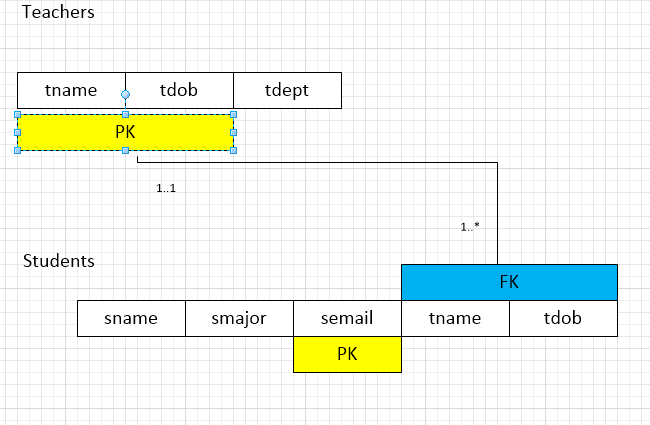 Teachers
tname tdob tdept
PK
1..1
1..*
Students
FK
sname smajor semail tname tdob
PK